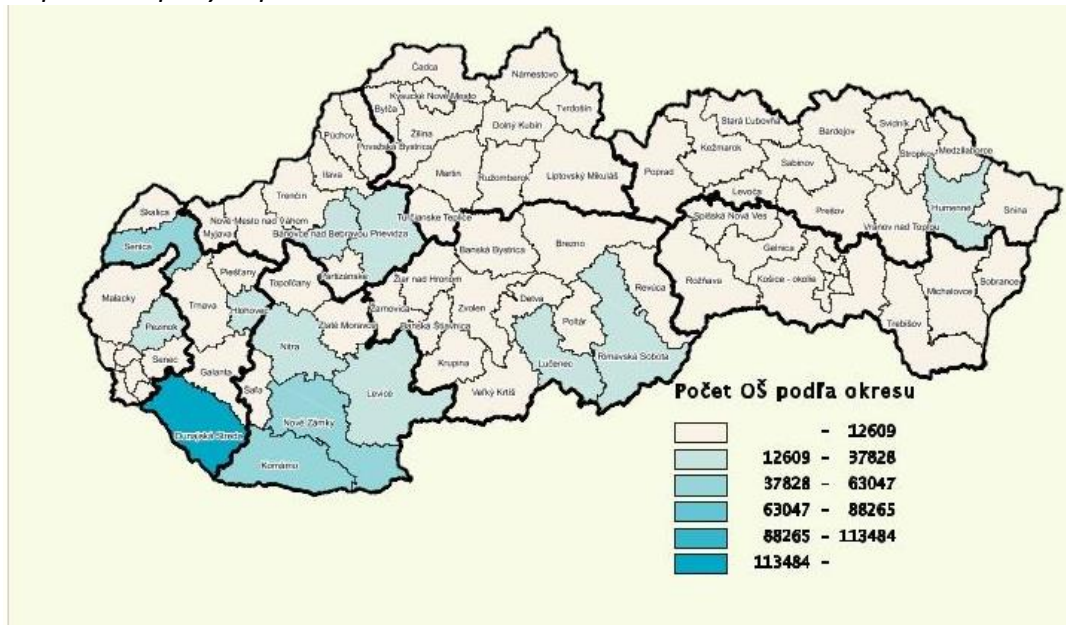 Čadca
Námestovo
Kysucké Nové Mesto
Bytča
Tvrdošín
Žilina
Dolný Kubín
Púchov
Považská Bystrica
Ilava
Martin
Ružomberok
Liptovský Mikuláš
Trenčín
Stará Ľubovňa
Bardejov
Svidník
Stropkov
Medzilaborce
Kežmarok
Sabinov
Poprad
Levoča
Prešov
Humenné
Snina
Vranov nad Topľou
Skalica
Nové Mesto nad Váhom
Myjava
Bánovce nad Bebravou
Prievidza
Turčianske Teplice
Senica
Banská Bystrica
Brezno
Spišská Nová Ves
Gelnica
Piešťany
Partizánske
Topoľčany
Žiar nad Hronom
Rožňava
Košice - okolie
Michalovce
Sobrance
Malacky
Trnava
Hlohovec
Žarnovica
Zvolen
Detva
Revúca
Pezinok
Zlaté Moravce
Banská Štiavnica
Poltár
Trebišov
Nitra
Senec
Galanta
Krupina
Lučenec
Rimavská Sobota
Šaľa
Levice
Veľký Krtíš
Nové Zámky
Dunajská Streda
Komárno
Počet OŠ podľa okresu
- 12609
12609 - 37828
37828 - 63047
63047 - 88265
88265 - 113484
113484 -